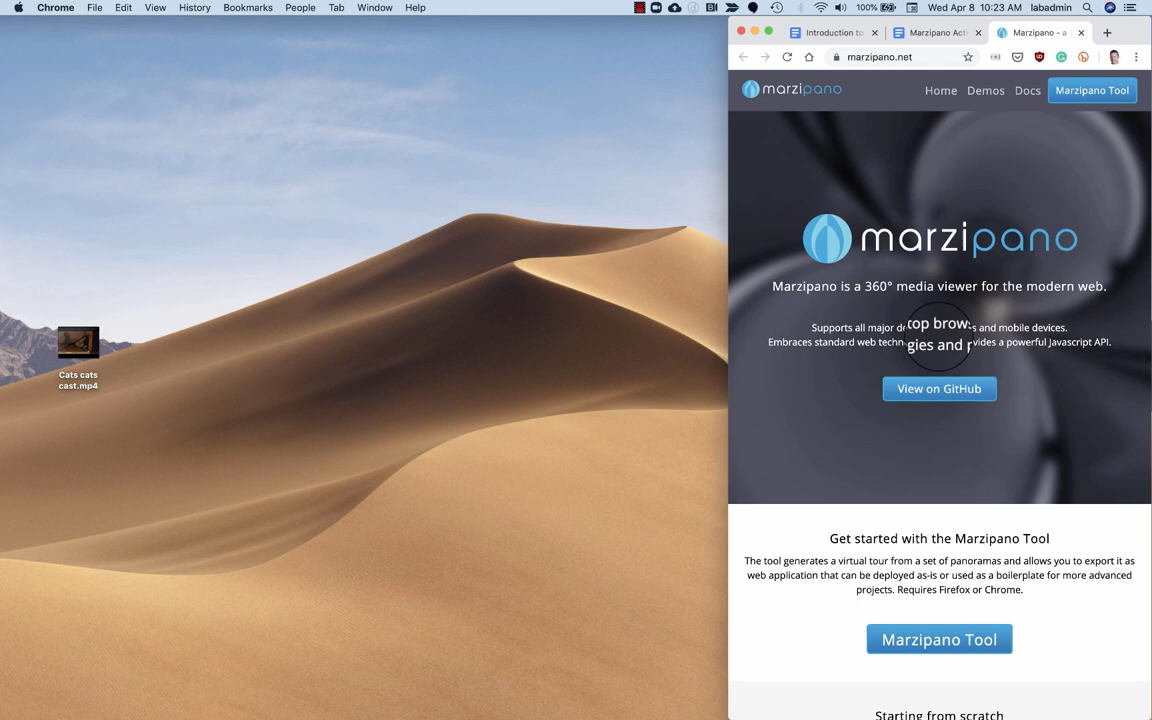 Chrome File Edit View History Bookmarks People Tab Window Help
100% Wed Apr 8 10:23 AM labadmin
Introduction to
Marzipano Act
Marzipano - a
marzipano.net
marzipano
Home Demos Docs Marzipano Tool
marzipano
Marzipano is a 360° media viewer for the modern web.
Supports all major de top brows s and mobile devices.
Embraces standard web techn gies and p vides a powerful Javascript API.
View on GitHub
Cats cats
cast.mp4
Get started with the Marzipano Tool
The tool generates a virtual tour from a set of panoramas and allows you to export it as
web application that can be deployed as-is or used as a boilerplate for more advanced
projects. Requires Firefox or Chrome.
Marzipano Tool
Starting from scratch